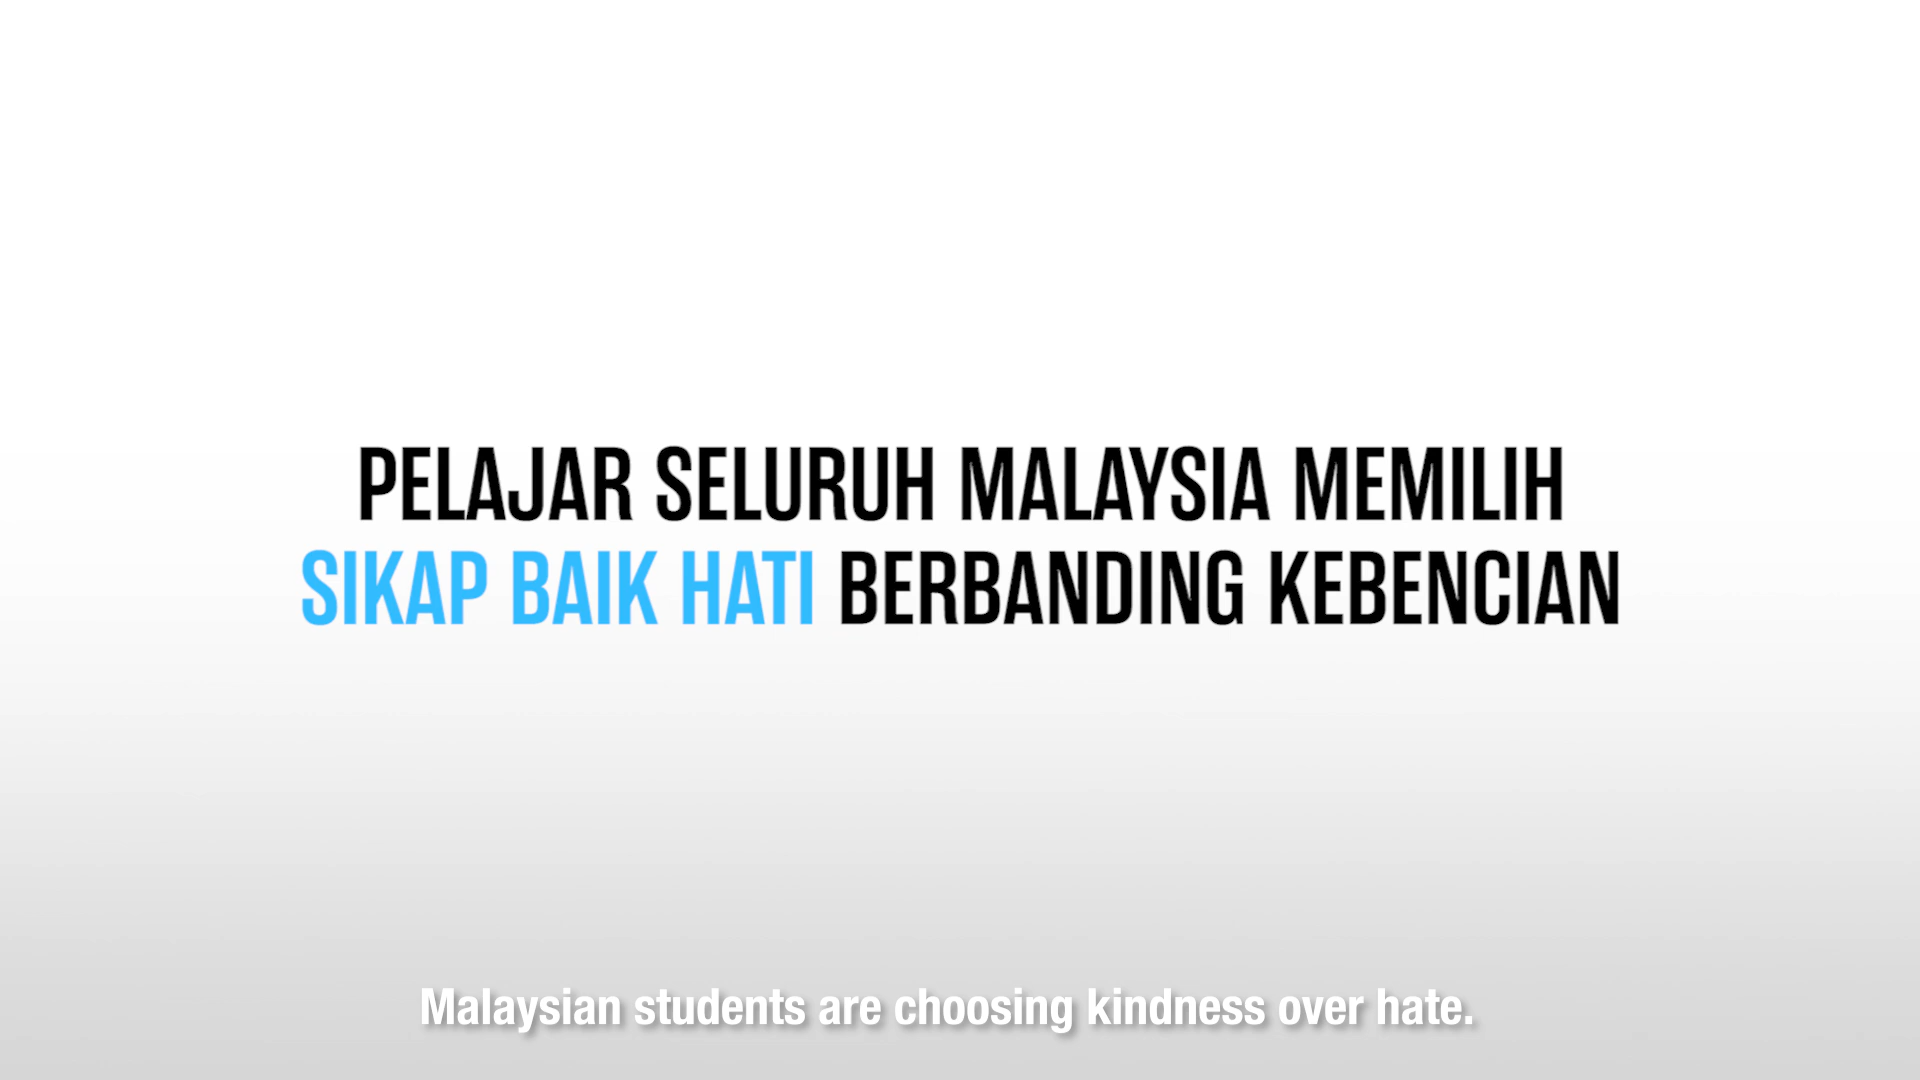 PELAJAR SELURUH MALAYSIA MEMILIH
SIKAP BAIK HATI BERBANDING KEBENCIAN
Malaysian students are choosing kindness over hate.